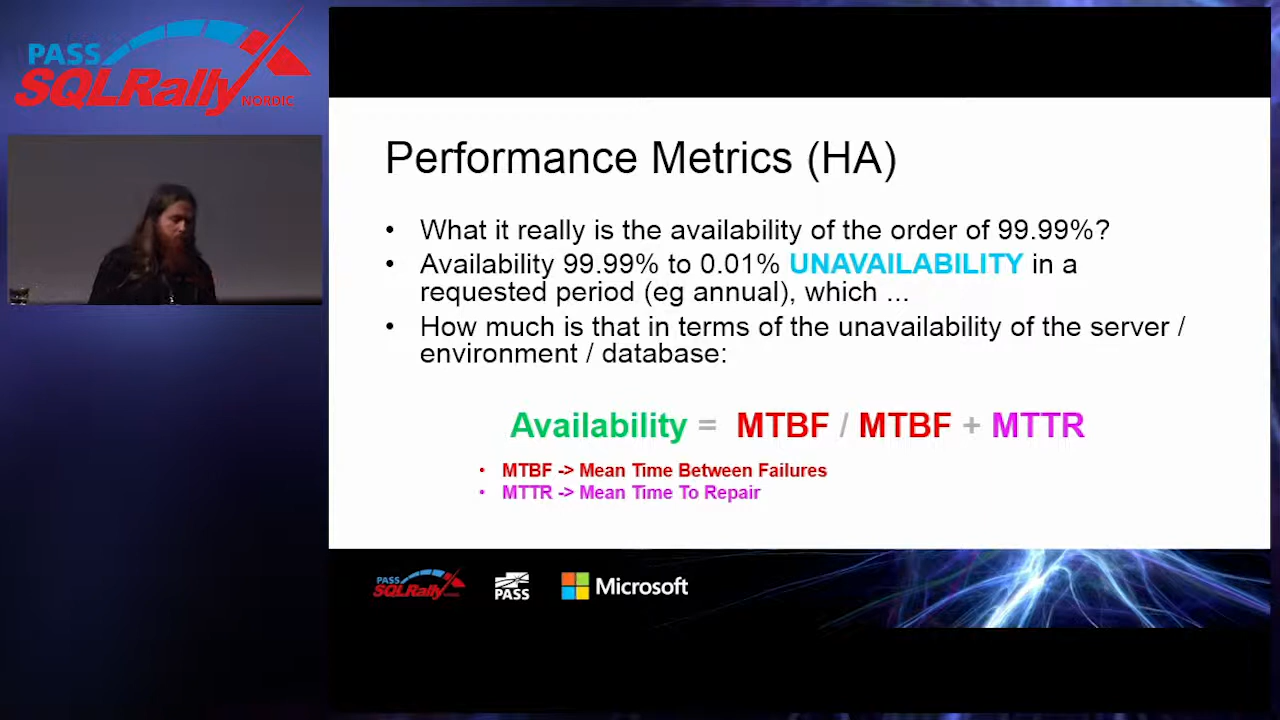 PASS
SQLRally
NORDIC
Performance Metrics (HA)
• What it really is the availability of the order of 99.99%?
• Availability 99.99% to 0.01% UNAVAILABILITY in a
requested period (eg annual), which ...
• How much is that in terms of the unavailability of the server /
environment / database:
Availability = MTBF / MTBF + MTTR
• MTBF -> Mean Time Between Failures
• MTTR -> Mean Time To Repair
PASS
SQLRally
PASS
Microsoft